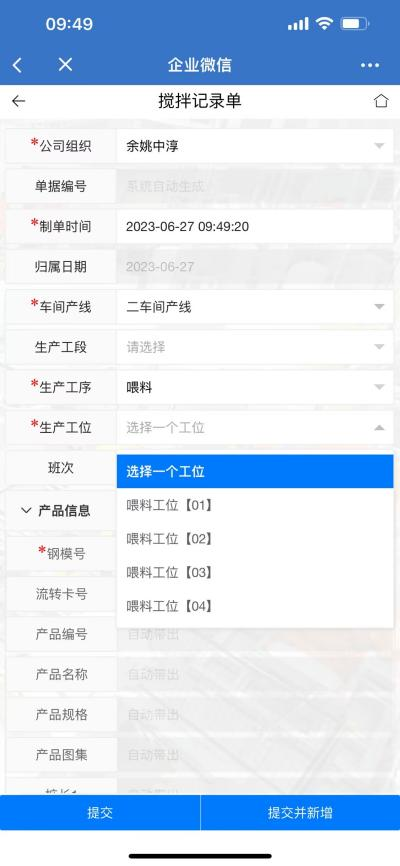 09:49
企业微信
搅拌记录单
*公司组织 余姚中淳
单据编号 系统自动生成
*制单时间 2023-06-27 09:49:20
归属日期 2023-06-27
*车间产线 二车间产线
生产工段 请选择
*生产工序 喂料
*生产工位 选择一个工位
班次
选择一个工位
喂料工位【01】
喂料工位【02】
喂料工位【03】
喂料工位【04】
产品信息
*钢模号
流转卡号
产品编号 自动带出
产品名称 自动带出
产品规格 自动带出
产品图集 自动带出
提交 提交并新增